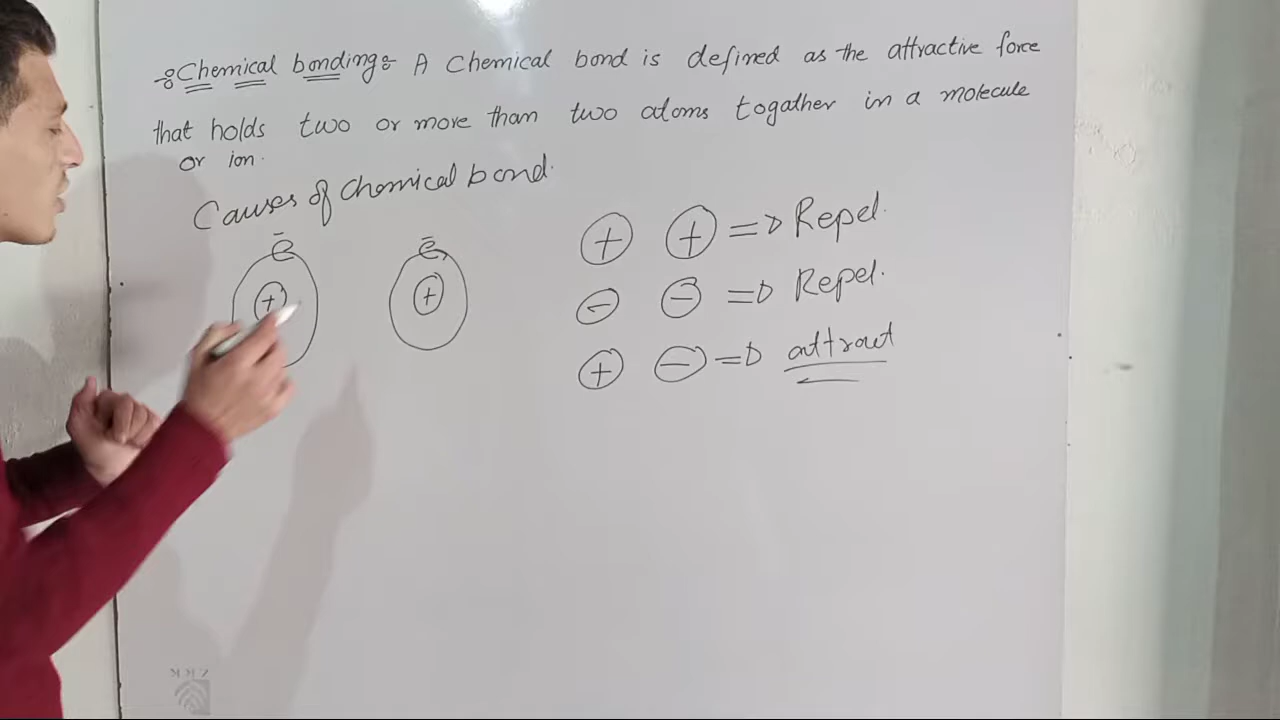 Chemical bonding: A Chemical bond is defined as the attractive force
that holds two or more than two atoms togather in a molecule
or ion.
Causes of Chemical bond.
e- e-
+ +
+ + => Repel.
- - => Repel.
+ - => attract
ZKK